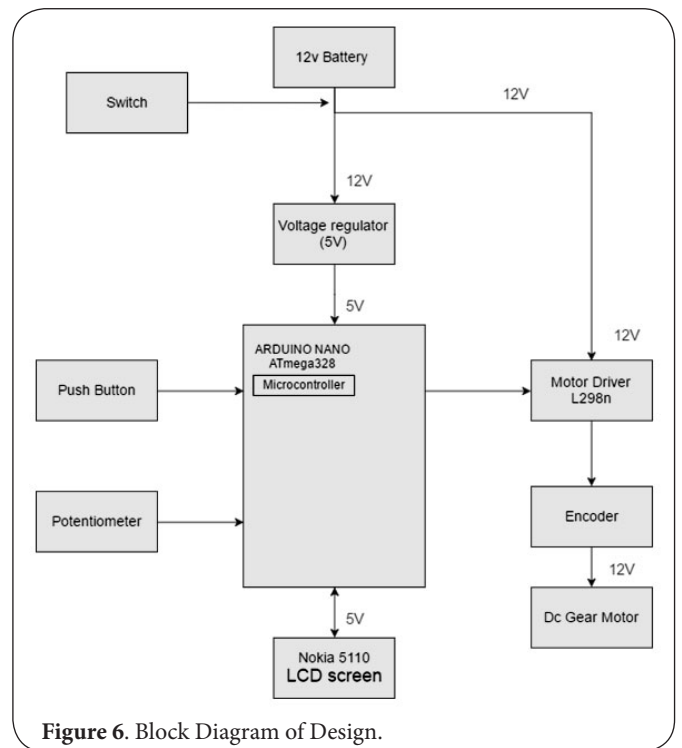 12v Battery
Switch
12V
12V
Voltage regulator
(5V)
5V
12V
ARDUINO NANO
ATmega328
Microcontroller
Push Button
Motor Driver
L298n
Potentiometer
Encoder
12V
5V
Dc Gear Motor
Nokia 5110
LCD screen
Figure 6. Block Diagram of Design.